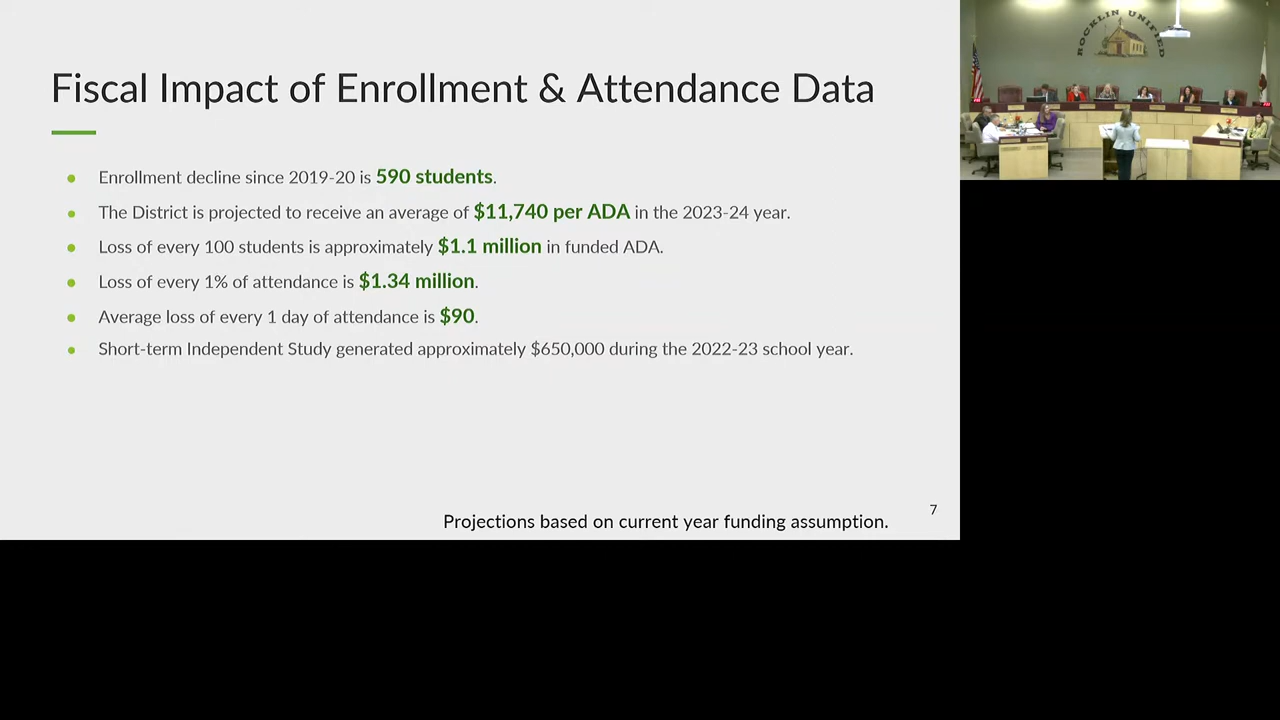 Fiscal Impact of Enrollment & Attendance Data
● Enrollment decline since 2019-20 is 590 students.
● The District is projected to receive an average of $11,740 per ADA in the 2023-24 year.
● Loss of every 100 students is approximately $1.1 million in funded ADA.
● Loss of every 1% of attendance is $1.34 million.
● Average loss of every 1 day of attendance is $90.
● Short-term Independent Study generated approximately $650,000 during the 2022-23 school year.
7
Projections based on current year funding assumption.
ROCKLIN UNIFIED